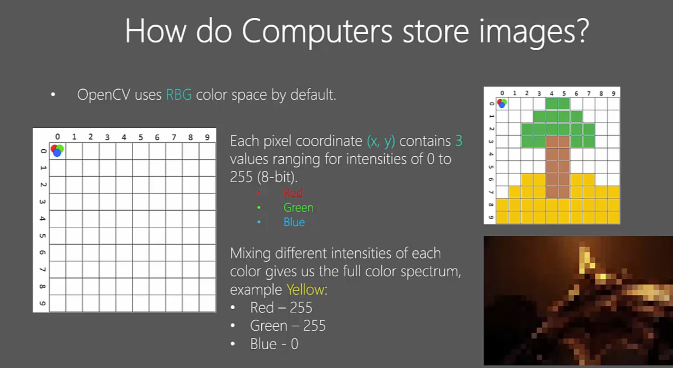 How do Computers store images?
• OpenCV uses RBG color space by default.
0 1 2 3 4 5 6 7 8 9
0
1
2
3
4
5
6
7
8
9
Each pixel coordinate (x, y) contains 3
values ranging for intensities of 0 to
255 (8-bit).
• Red
• Green
• Blue
Mixing different intensities of each
color gives us the full color spectrum,
example Yellow:
• Red – 255
• Green – 255
• Blue - 0
0 1 2 3 4 5 6 7 8 9
0
1
2
3
4
5
6
7
8
9